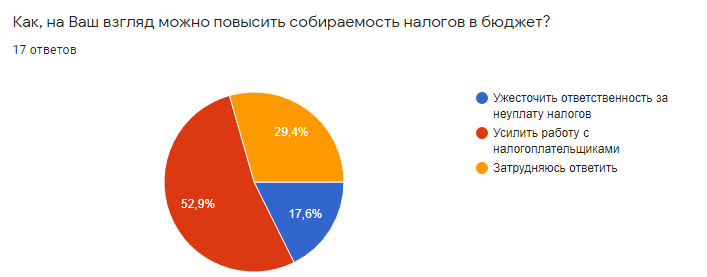 Как, на Ваш взгляд можно повысить собираемость налогов в бюджет?
17 ответов
29,4%
52,9%
17,6%
Ужесточить ответственность за
неуплату налогов
Усилить работу с
налогоплательщиками
Затрудняюсь ответить